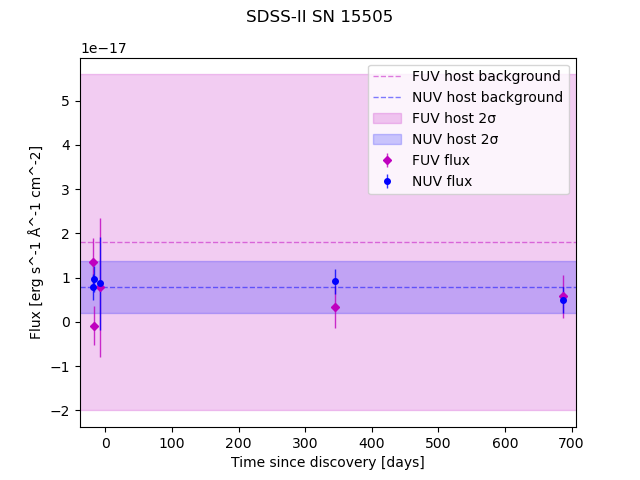 SDSS-II SN 15505
1e−17
FUV host background
NUV host background
FUV host 2σ
NUV host 2σ
FUV flux
NUV flux
5
4
3
2
1
0
−1
−2
Flux [erg s^-1 Å^-1 cm^-2]
0 100 200 300 400 500 600 700
Time since discovery [days]